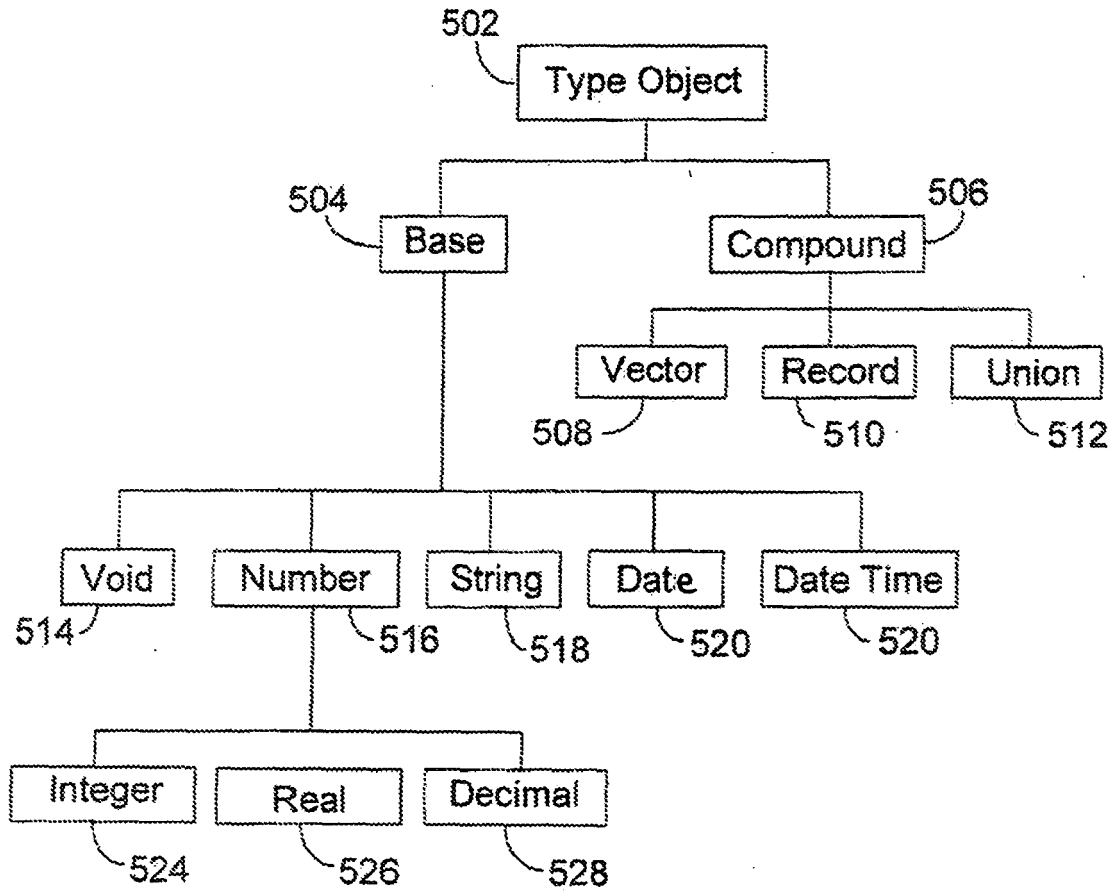 502
Type Object
504
Base
506
Compound
Vector
Record
Union
508
510
512
Void
Number
String
Date
Date Time
514
516
518
520
520
Integer
Real
Decimal
524
526
528